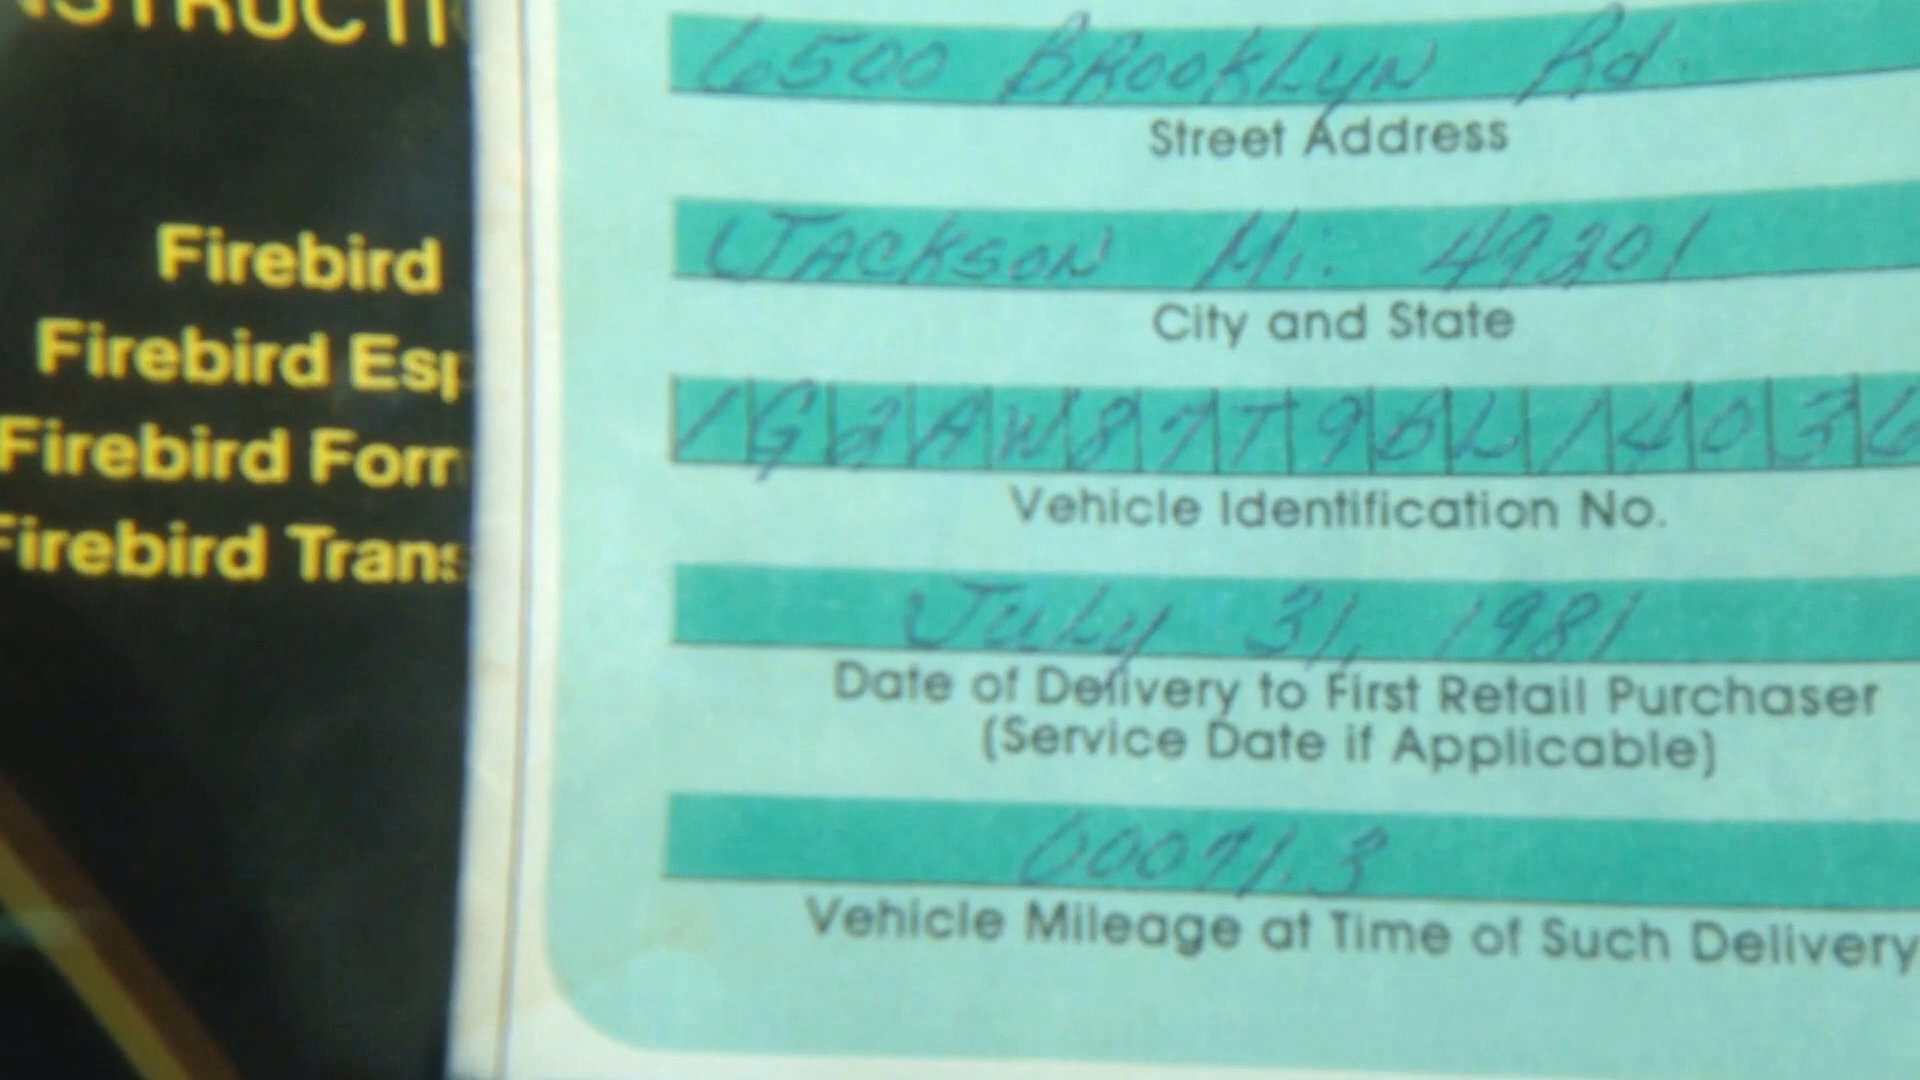 STRUCTI
Firebird
Firebird Esp
Firebird Form
Firebird Trans
6500 Brooklyn Rd.
Street Address
Jackson Mi. 49201
City and State
1G2AW87T9BL14036
Vehicle Identification No.
July 31, 1981
Date of Delivery to First Retail Purchaser
(Service Date if Applicable)
00071.3
Vehicle Mileage at Time of Such Delivery